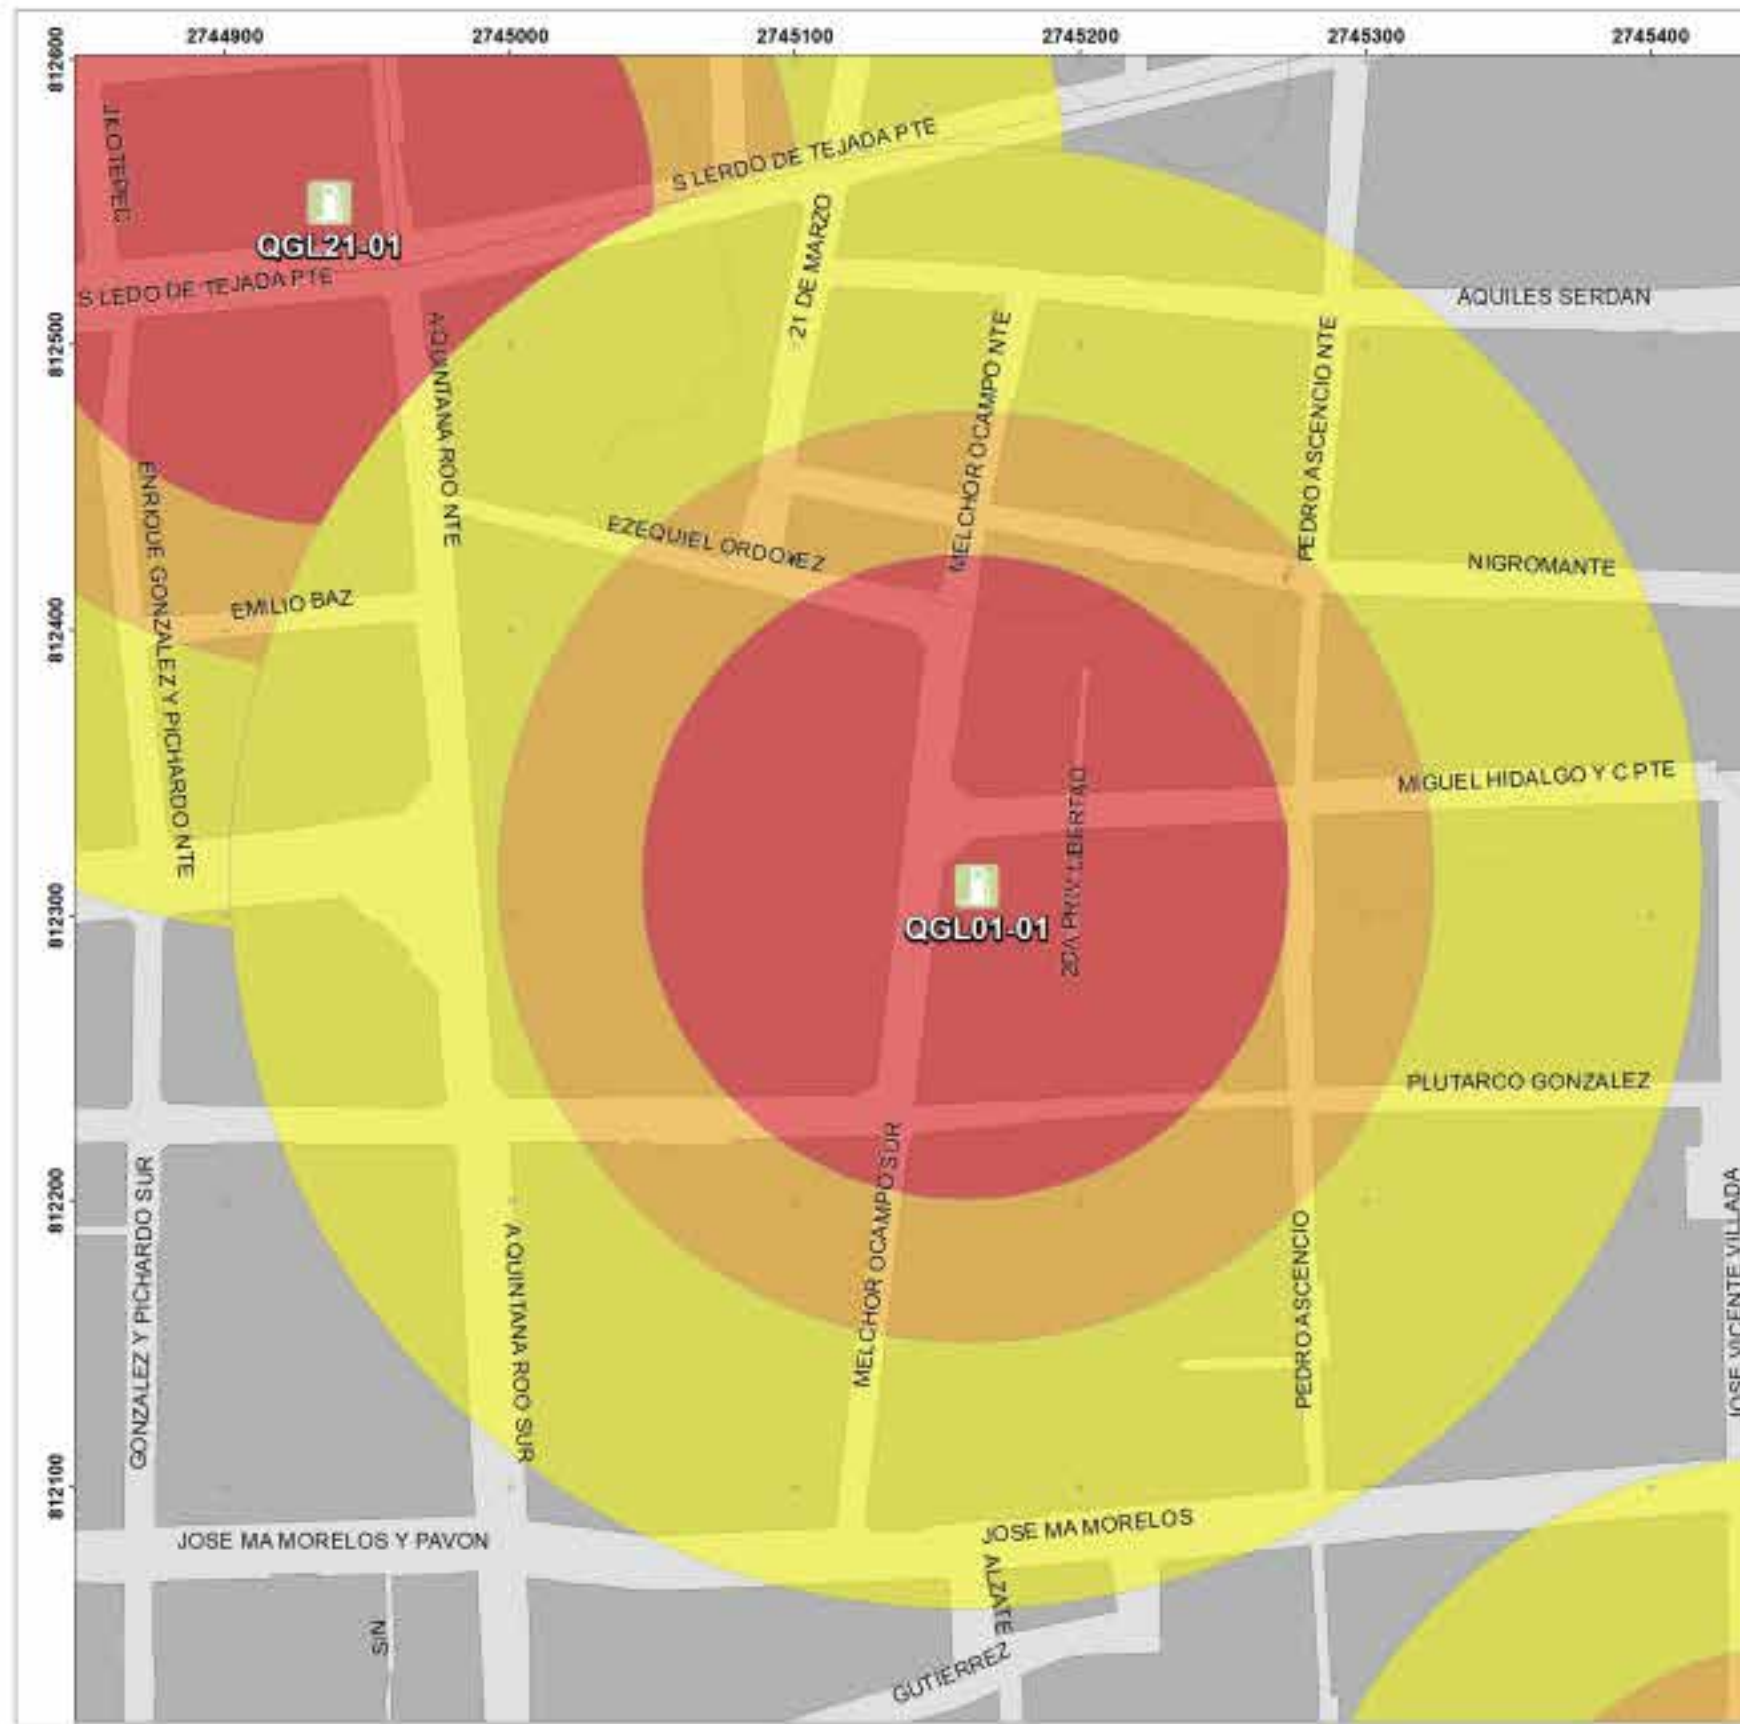 2744900 2745000 2745100 2745200 2745300 2745400
812600
JILOTEPEC
S LERDO DE TEJADA PTE
QGL21-01
S LEDO DE TEJADA PTE
21 DE MARZO
AQUILES SERDAN
812500
A QUINTANA ROO NTE
MELCHOR OCAMPO NTE
PEDRO ASCENCIO NTE
ENRIQUE GONZALEZ Y PICHARDO NTE
EZEQUIEL ORDOÑEZ
NIGROMANTE
EMILIO BAZ
812400
MIGUEL HIDALGO Y C PTE
2DA PRIV LIBERTAD
812300
QGL01-01
PLUTARCO GONZALEZ
MELCHOR OCAMPO SUR
812200
GONZALEZ Y PICHARDO SUR
A QUINTANA ROO SUR
PEDRO ASCENCIO
JOSE VICENTE VILLADA
812100
JOSE MA MORELOS Y PAVON
JOSE MA MORELOS
ALZATE
S/N
GUTIERREZ